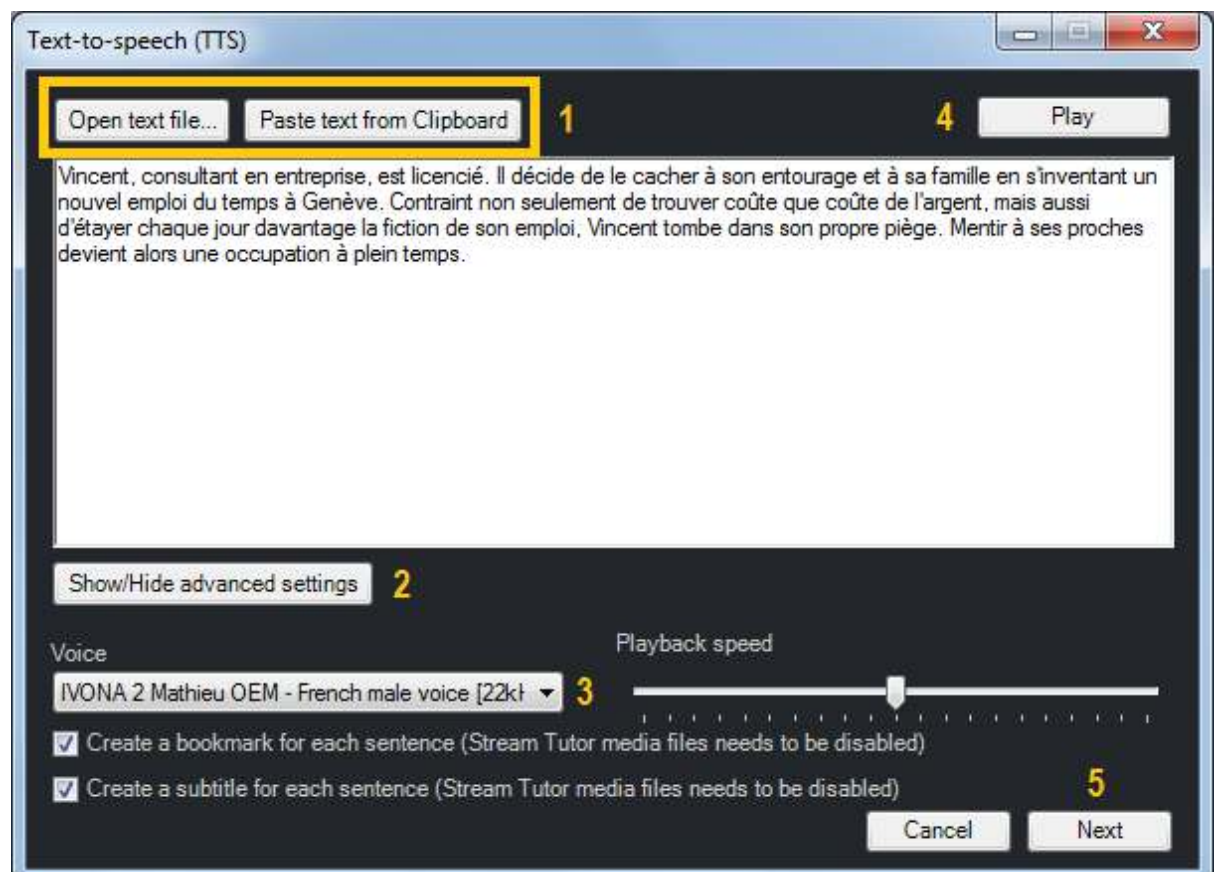 Text-to-speech (TTS)
Open text file... Paste text from Clipboard 1 4 Play
Vincent, consultant en entreprise, est licencié. Il décide de le cacher à son entourage et à sa famille en s'inventant un
nouvel emploi du temps à Genève. Contraint non seulement de trouver coûte que coûte de l'argent, mais aussi
d'étayer chaque jour davantage la fiction de son emploi, Vincent tombe dans son propre piège. Mentir à ses proches
devient alors une occupation à plein temps.
Show/Hide advanced settings 2
Voice Playback speed
IVONA 2 Mathieu OEM - French male voice [22kH 3
Create a bookmark for each sentence (Stream Tutor media files needs to be disabled)
Create a subtitle for each sentence (Stream Tutor media files needs to be disabled)
5
Cancel Next